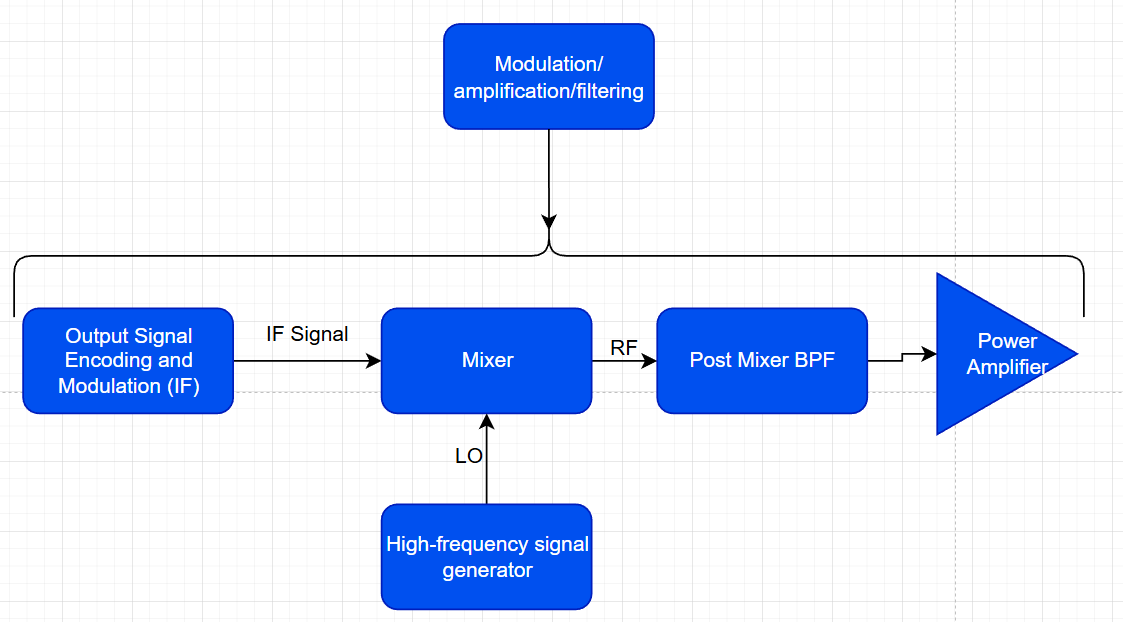 Modulation/
amplification/filtering
Output Signal
Encoding and
Modulation (IF)
IF Signal
Mixer
RF
Post Mixer BPF
Power
Amplifier
LO
High-frequency signal
generator